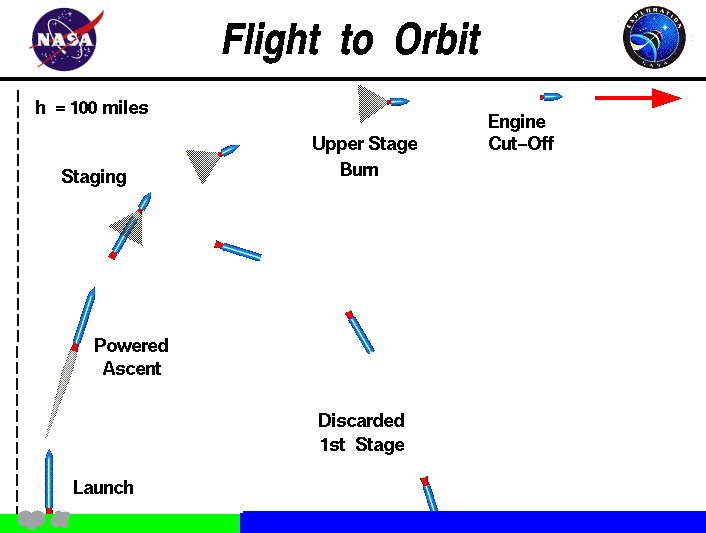 NASA
Flight to Orbit
EXPLORATION
NASA
h = 100 miles
Upper Stage
Burn
Engine
Cut-Off
Staging
Powered
Ascent
Discarded
1st Stage
Launch